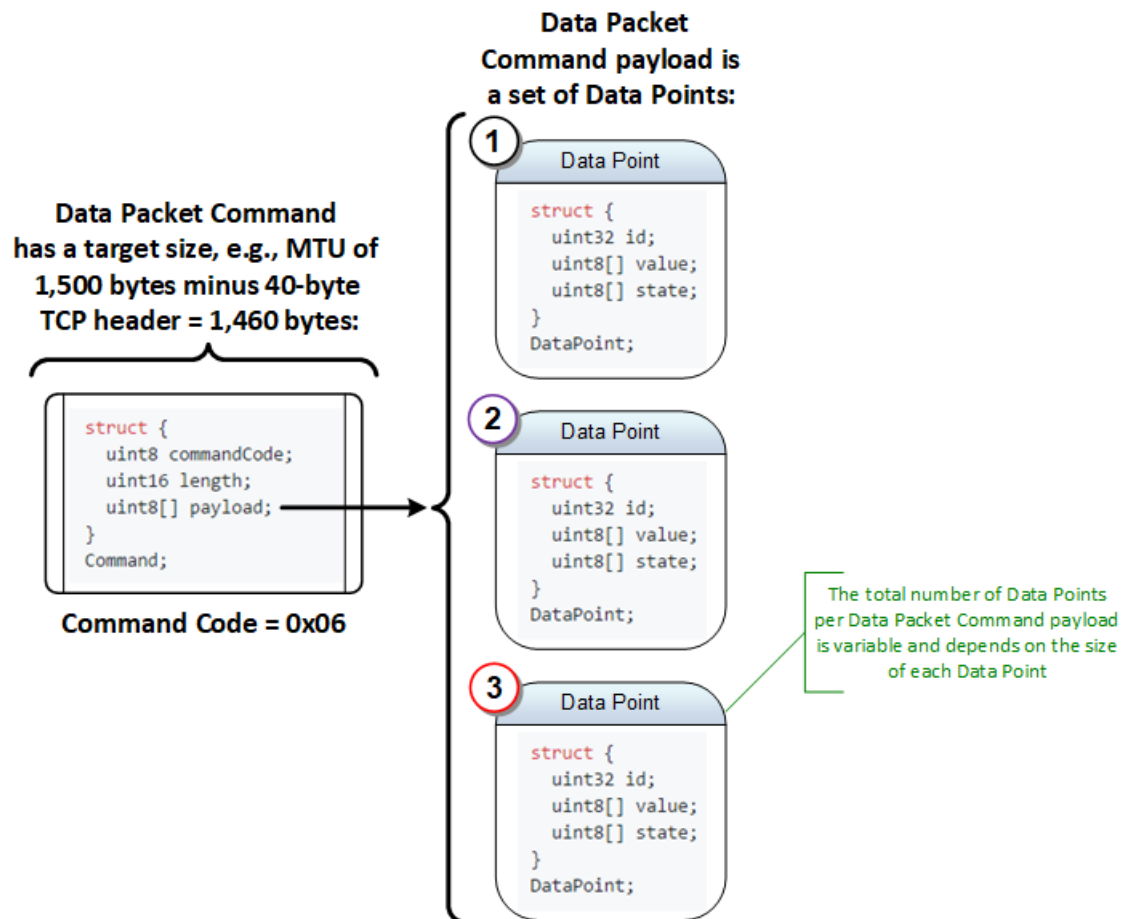 Data Packet
Command payload is
a set of Data Points:
Data Packet Command
has a target size, e.g., MTU of
1,500 bytes minus 40-byte
TCP header = 1,460 bytes:
struct {
uint8 commandCode;
uint16 length;
uint8[] payload;
}
Command;
Command Code = 0x06
1
Data Point
struct {
uint32 id;
uint8[] value;
uint8[] state;
}
DataPoint;
2
Data Point
struct {
uint32 id;
uint8[] value;
uint8[] state;
}
DataPoint;
3
Data Point
struct {
uint32 id;
uint8[] value;
uint8[] state;
}
DataPoint;
The total number of Data Points
per Data Packet Command payload
is variable and depends on the size
of each Data Point